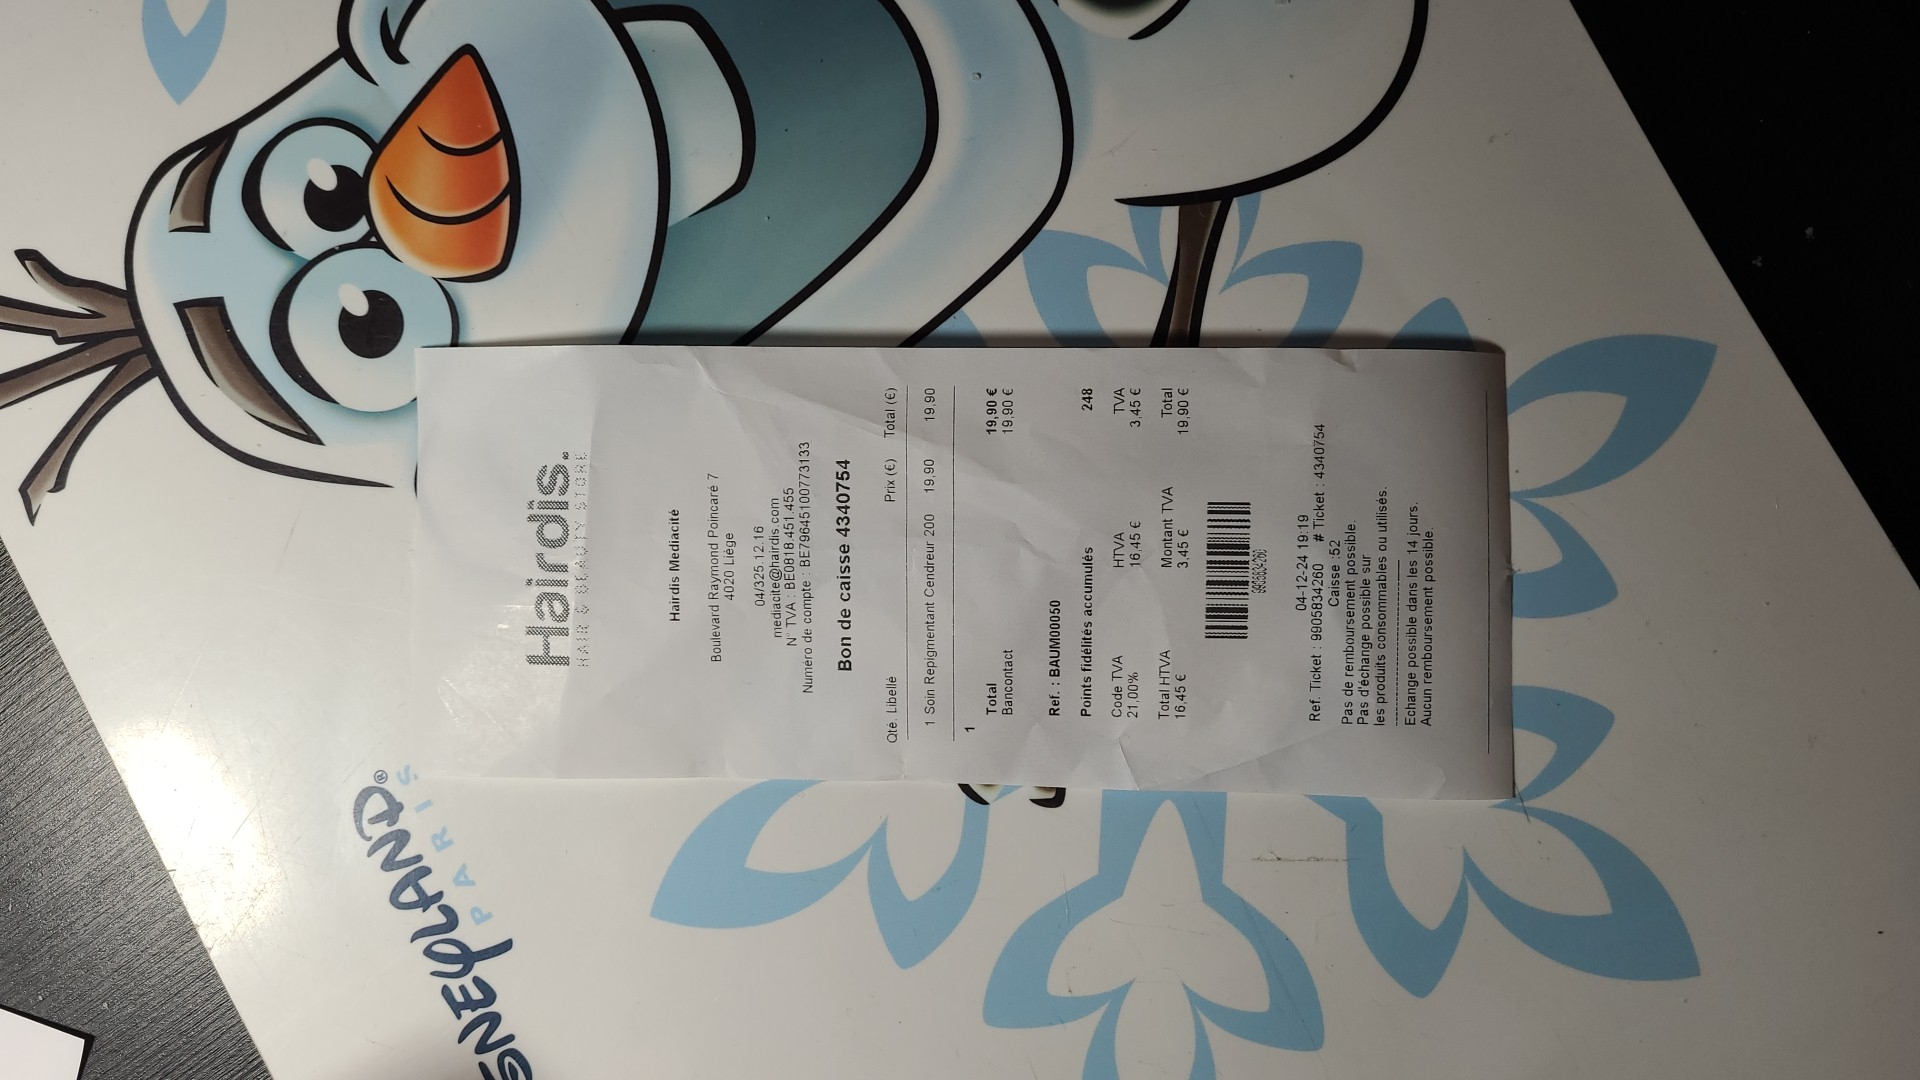 Hairdis.
HAIR & BEAUTY STORE
Hairdis Mediacité
Boulevard Raymond Poincaré 7
4020 Liége
04/325.12.16
mediacite@hairdis.com
N° TVA : BE0818.451.455
Numéro de compte : BE79645100773133
Bon de caisse 4340754
Qté. Libellé Prix (€) Total (€)
1 Soin Repigmentant Cendreur 200 19,90 19,90
1
Total 19,90 €
Bancontact 19,90 €
Ref. : BAUM00050
Points fidélités accumulés 248
Code TVA HTVA TVA
21,00% 16,45 € 3,45 €
Total HTVA Montant TVA Total
16,45 € 3,45 € 19,90 €
9905834260
04-12-24 19:19
Ref. Ticket : 9905834260 # Ticket : 4340754
Caisse :52
Pas de remboursement possible.
Pas d'échange possible sur
les produits consommables ou utilisés.
Echange possible dans les 14 jours.
Aucun remboursement possible.
SNEYLAND®
PARIS